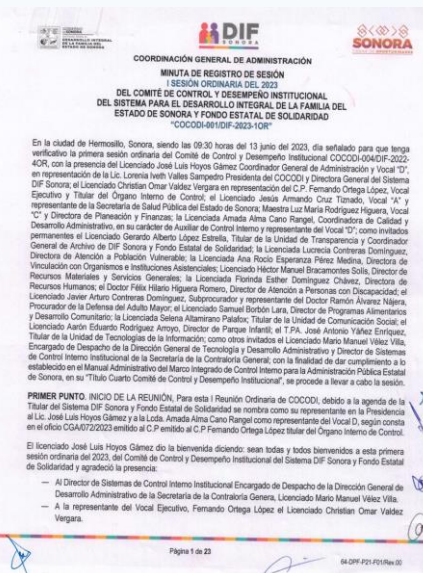 GOBIERNO
DE SONORA
DESARROLLO INTEGRAL
DE LA FAMILIA DEL
ESTADO DE SONORA
DIF
SONORA
SONORA
COORDINACIÓN GENERAL DE ADMINISTRACIÓN
MINUTA DE REGISTRO DE SESIÓN
I SESIÓN ORDINARIA DEL 2023
DEL COMITÉ DE CONTROL Y DESEMPEÑO INSTITUCIONAL
DEL SISTEMA PARA EL DESARROLLO INTEGRAL DE LA FAMILIA DEL
ESTADO DE SONORA Y FONDO ESTATAL DE SOLIDARIDAD
"COCODI-001/DIF-2023-1OR"
En la ciudad de Hermosillo, Sonora, siendo las 09:30 horas del 13 junio del 2023, día señalado para que tenga
verificativo la primera sesión ordinaria del Comité de Control y Desempeño Institucional COCODI-004/DIF-2022-
4OR, con la presencia del Licenciado José Luis Hoyos Gámez Coordinador General de Administración y Vocal "D",
en representación de la Lic. Lorenia Iveth Valles Sampedro Presidenta del COCODI y Directora General del Sistema
DIF Sonora; el Licenciado Christian Omar Valdez Vergara en representación del C.P. Fernando Ortega López, Vocal
Ejecutivo y Titular del Órgano Interno de Control; el Licenciado Jesús Armando Cruz Tiznado, Vocal "A" y
representante de la Secretaría de Salud Pública del Estado de Sonora; Maestra Luz María Rodríguez Higuera, Vocal
"C" y Directora de Planeación y Finanzas; la Licenciada Amada Alma Cano Rangel, Coordinadora de Calidad y
Desarrollo Administrativo, en su carácter de Auxiliar de Control Interno y representante del Vocal "D"; como invitados
permanentes el Licenciado Gerardo Alberto López Estrella, Titular de la Unidad de Transparencia y Coordinador
General de Archivo de DIF Sonora y Fondo Estatal de Solidaridad; la Licenciada Lucrecia Contreras Domínguez,
Directora de Atención a Población Vulnerable; la Licenciada Ana Rocío Esperanza Pérez Medina, Directora de
Vinculación con Organismos e Instituciones Asistenciales; Licenciado Héctor Manuel Bracamontes Solís, Director de
Recursos Materiales y Servicios Generales; la Licenciada Florinda Esther Domínguez Chávez, Directora de
Recursos Humanos; el Doctor Félix Hilario Higuera Romero, Director de Atención a Personas con Discapacidad; el
Licenciado Javier Arturo Contreras Domínguez, Subprocurador y representante del Doctor Ramón Álvarez Nájera,
Procurador de la Defensa del Adulto Mayor; el Licenciado Samuel Borbón Lara, Director de Programas Alimentarios
y Desarrollo Comunitario; la Licenciada Selena Altamirano Palafox; Titular de la Unidad de Comunicación Social; el
Licenciado Aarón Eduardo Rodríguez Arroyo, Director de Parque Infantil; el T.P.A. José Antonio Yáñez Enríquez,
Titular de la Unidad de Tecnologías de la Información; como otros invitados el Licenciado Mario Manuel Vélez Villa,
Encargado de Despacho de la Dirección General de Tecnología y Desarrollo Administrativo y Director de Sistemas
de Control Interno Institucional de la Secretaría de la Contraloría General, con la finalidad de dar cumplimiento a lo
establecido en el Manual Administrativo del Marco Integrado de Control Interno para la Administración Pública Estatal
de Sonora, en su "Título Cuarto Comité de Control y Desempeño Institucional", se procede a llevar a cabo la sesión.
PRIMER PUNTO. INICIO DE LA REUNIÓN, Para esta I Reunión Ordinaria de COCODI, debido a la agenda de la
Titular del Sistema DIF Sonora y Fondo Estatal de Solidaridad se nombra como su representante en la Presidencia
al Lic. José Luis Hoyos Gámez y a la Lcda. Amada Alma Cano Rangel como representante del Vocal D, según consta
en el oficio CGA/072/2023 emitido al C.P emitido al C.P Fernando Ortega López titular del Órgano Interno de Control.
El licenciado José Luis Hoyos Gámez dio la bienvenida diciendo: sean todas y todos bienvenidos a esta primera
sesión ordinaria del 2023, del Comité de Control y Desempeño Institucional del Sistema DIF Sonora y Fondo Estatal
de Solidaridad y agradeció la presencia:
— Al Director de Sistemas de Control Interno Institucional Encargado de Despacho de la Dirección General de
Desarrollo Administrativo de la Secretaría de la Contraloría Genera, Licenciado Mario Manuel Vélez Villa.
— A la representante del Vocal Ejecutivo, Fernando Ortega López el Licenciado Christian Omar Valdez
Vergara.
Página 1 de 23
64-DPF-P21-F01/Rev.00